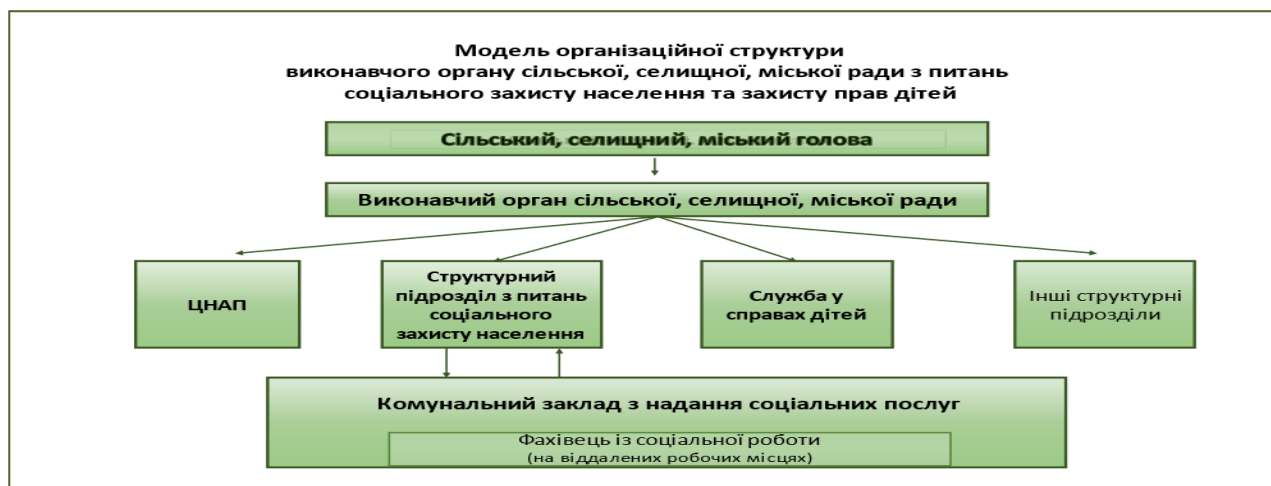 Модель організаційної структури
виконавчого органу сільської, селищної, міської ради з питань
соціального захисту населення та захисту прав дітей
Сільський, селищний, міський голова
Виконавчий орган сільської, селищної, міської ради
ЦНАП
Структурний
підрозділ з питань
соціального
захисту населення
Служба у
справах дітей
Інші структурні
підрозділи
Комунальний заклад з надання соціальних послуг
Фахівець із соціальної роботи
(на віддалених робочих місцях)